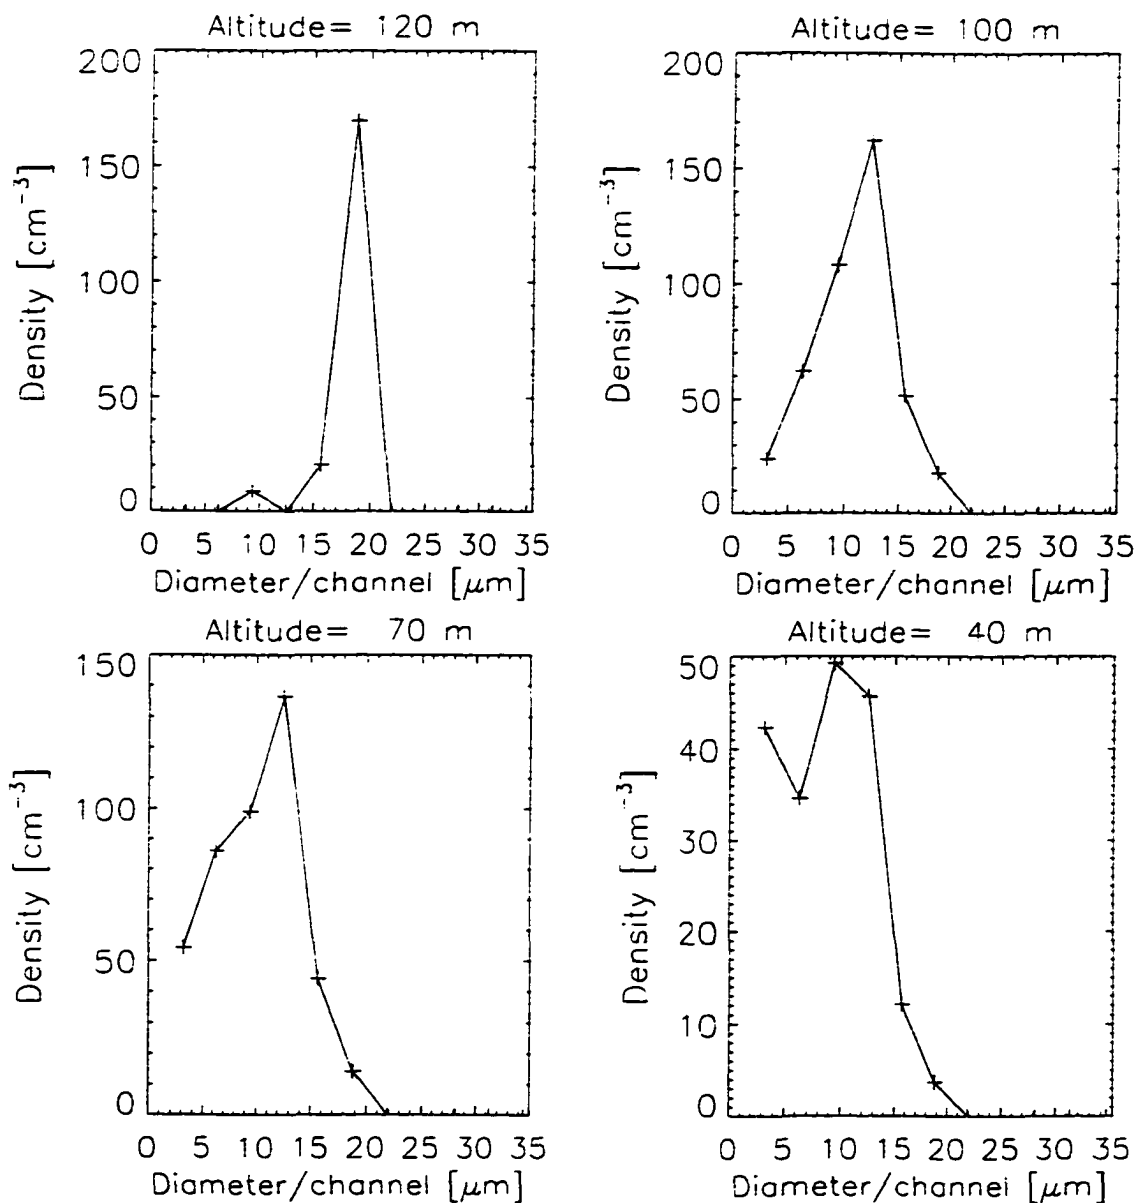 Altitude= 120 m
200
150
100
50
0
Density [cm⁻³]
0 5 10 15 20 25 30 35
Diameter/channel [μm]
Altitude= 100 m
200
150
100
50
0
Density [cm⁻³]
0 5 10 15 20 25 30 35
Diameter/channel [μm]
Altitude= 70 m
150
100
50
0
Density [cm⁻³]
0 5 10 15 20 25 30 35
Diameter/channel [μm]
Altitude= 40 m
50
40
30
20
10
0
Density [cm⁻³]
0 5 10 15 20 25 30 35
Diameter/channel [μm]